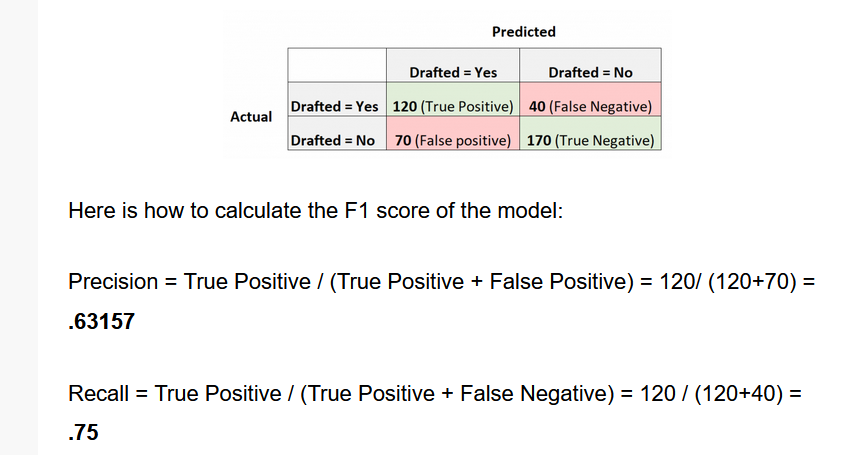 Predicted
Drafted = Yes Drafted = No
Actual
Drafted = Yes 120 (True Positive) 40 (False Negative)
Drafted = No 70 (False positive) 170 (True Negative)
Here is how to calculate the F1 score of the model:
Precision = True Positive / (True Positive + False Positive) = 120/ (120+70) =
.63157
Recall = True Positive / (True Positive + False Negative) = 120 / (120+40) =
.75